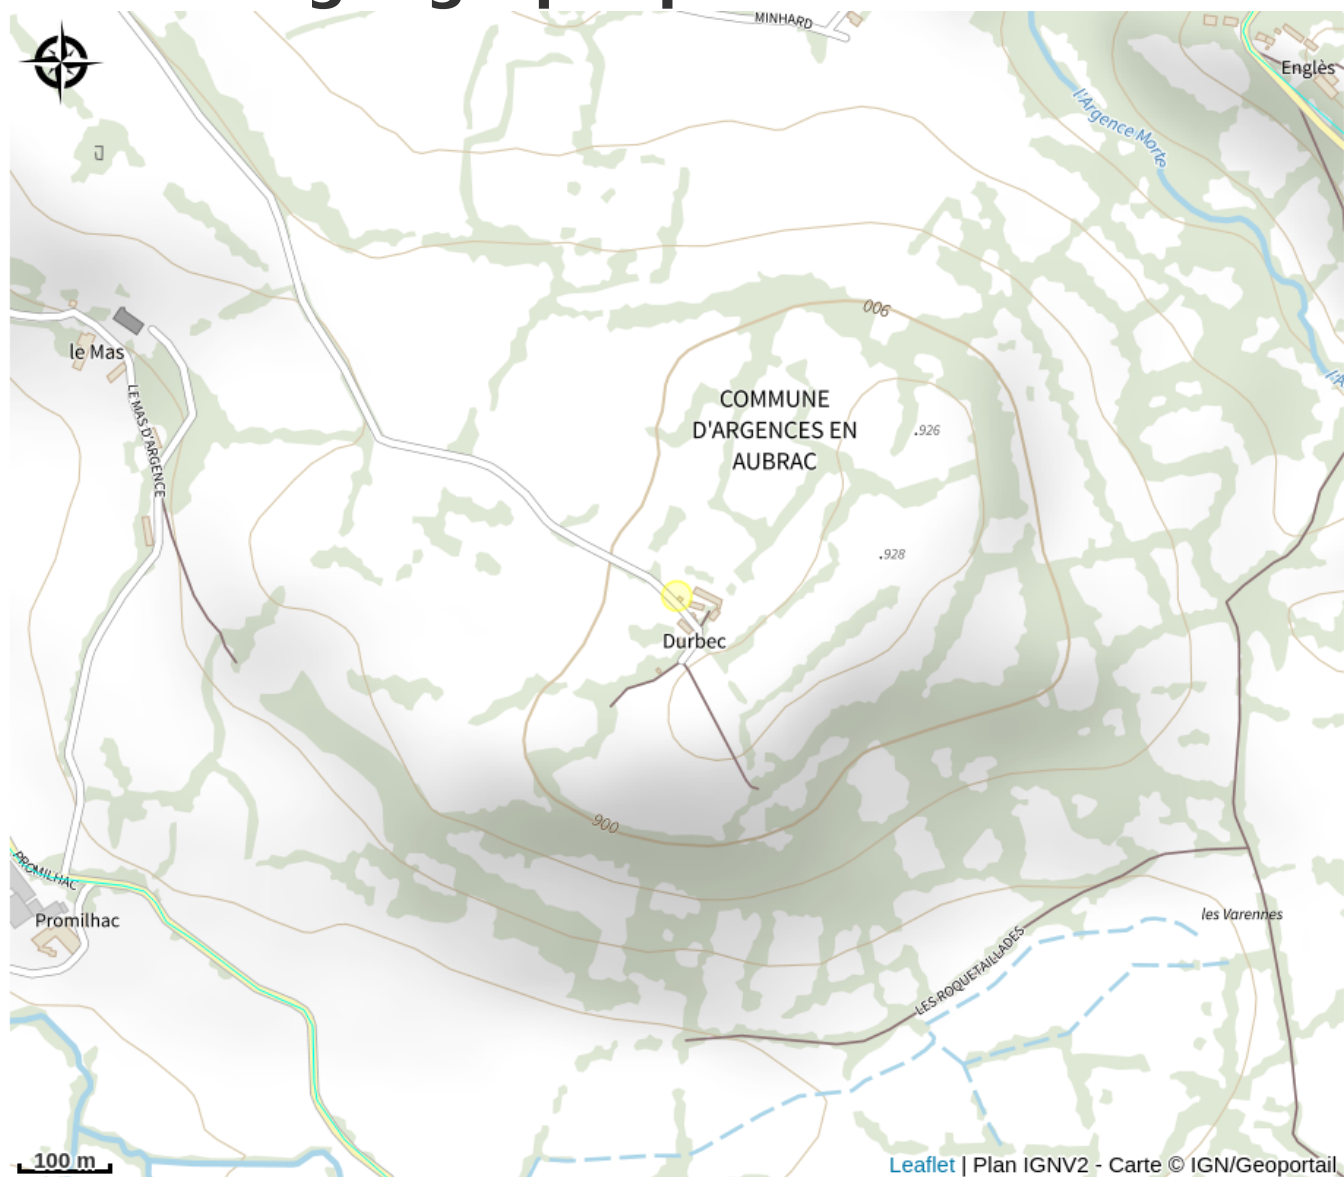 MINHARD
Englès
l'Argence Morte
J
006
le Mas
COMMUNE
D'ARGENCES EN
AUBRAC
.926
LE MAS D'ARGENCE
.928
Durbec
900
PROMILHAC
Promilhac
les Varennes
LES ROQUETAILLADES
100 m
Leaflet | Plan IGNV2 - Carte © IGN/Geoportail